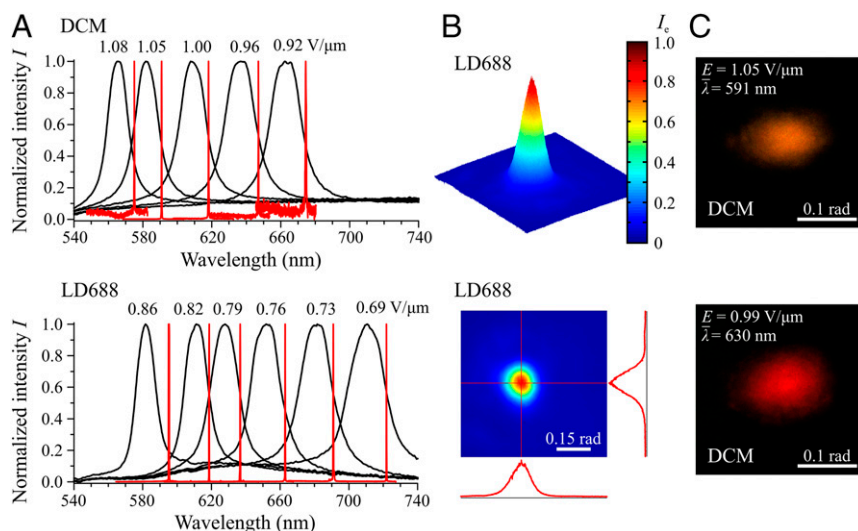 A
DCM
1.08 1.05 1.00 0.96 0.92 V/μm
Normalized intensity I
1.0
0.8
0.6
0.4
0.2
0.0
540 580 620 660 700 740
Wavelength (nm)
LD688
0.86 0.82 0.79 0.76 0.73 0.69 V/μm
Normalized intensity I
1.0
0.8
0.6
0.4
0.2
0.0
540 580 620 660 700 740
Wavelength (nm)
B
LD688
Ie
1.0
0.8
0.6
0.4
0.2
0
LD688
0.15 rad
C
E = 1.05 V/μm
λ̅ = 591 nm
DCM
0.1 rad
E = 0.99 V/μm
λ̅ = 630 nm
DCM
0.1 rad